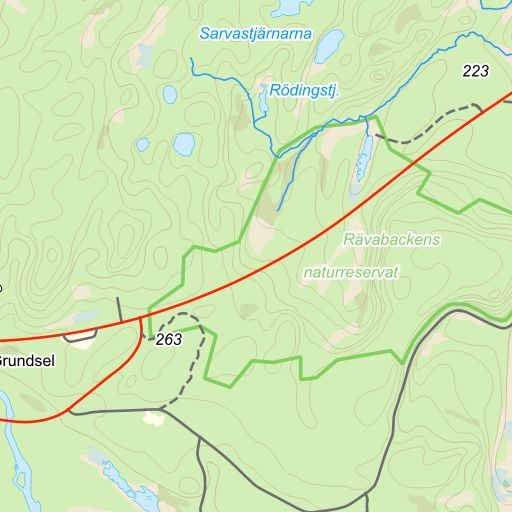 Sarvastjärnarna
223
Rödingstj.
Rävabackens
naturreservat
263
Grundsel